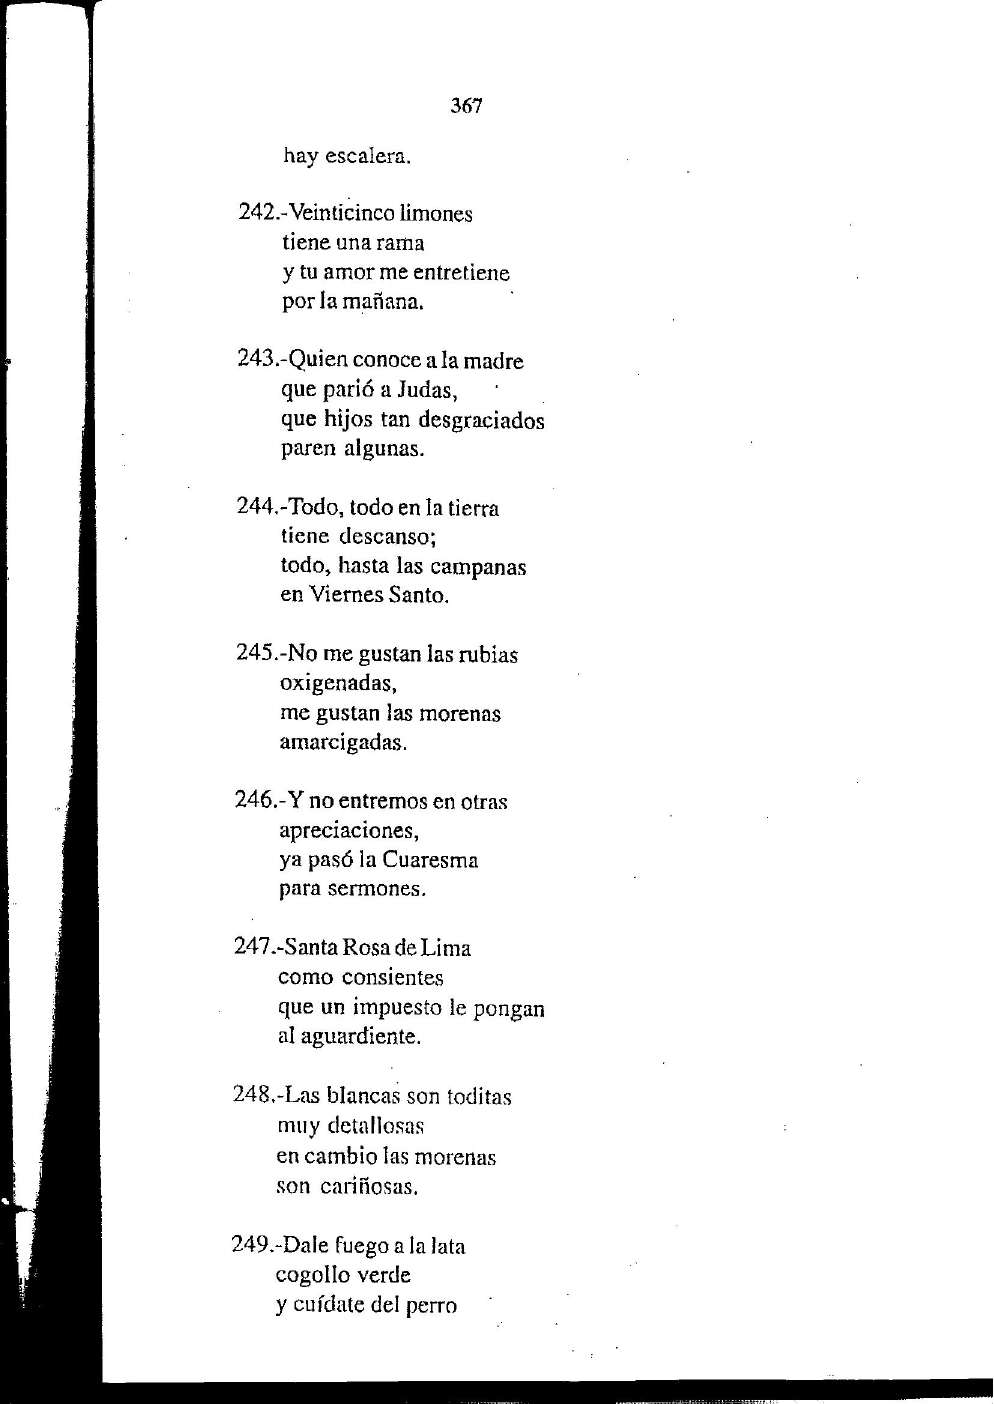 367
hay escalera.
242.-Veinticinco limones
tiene una rama
y tu amor me entretiene
por la mañana.
243.-Quien conoce a la madre
que parió a Judas,
que hijos tan desgraciados
paren algunas.
244.-Todo, todo en la tierra
tiene descanso;
todo, hasta las campanas
en Viernes Santo.
245.-No me gustan las rubias
oxigenadas,
me gustan las morenas
amarcigadas.
246.-Y no entremos en otras
apreciaciones,
ya pasó la Cuaresma
para sermones.
247.-Santa Rosa de Lima
como consientes
que un impuesto le pongan
al aguardiente.
248.-Las blancas son toditas
muy detallosas
en cambio las morenas
son cariñosas.
249.-Dale fuego a la lata
cogollo verde
y cuídate del perro